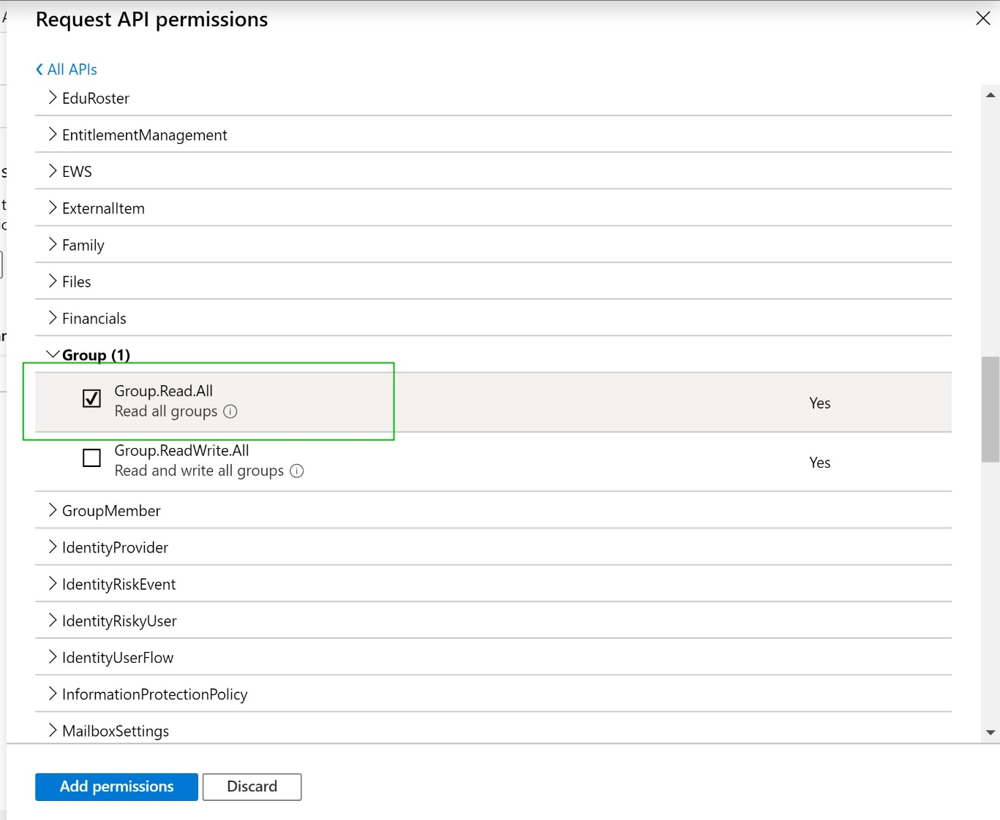 Request API permissions
All APIs
EduRoster
EntitlementManagement
EWS
ExternalItem
Family
Files
Financials
Group (1)
Group.Read.All
Read all groups
Yes
Group.ReadWrite.All
Read and write all groups
Yes
GroupMember
IdentityProvider
IdentityRiskEvent
IdentityRiskyUser
IdentityUserFlow
InformationProtectionPolicy
MailboxSettings
Add permissions Discard